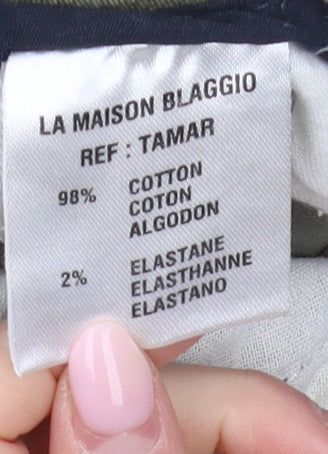 LA MAISON BLAGGIO
REF : TAMAR
98% COTTON
COTON
ALGODON
2% ELASTANE
ELASTHANNE
ELASTANO